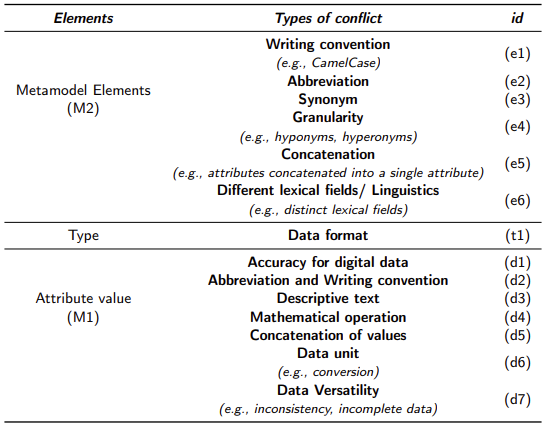 Elements Types of conflict id
Writing convention
(e.g., CamelCase) (e1)
Abbreviation (e2)
Metamodel Elements
(M2)
Synonym (e3)
Granularity
(e.g., hyponyms, hyperonyms) (e4)
Concatenation
(e.g., attributes concatenated into a single attribute) (e5)
Different lexical fields/ Linguistics
(e.g., distinct lexical fields) (e6)
Type Data format (t1)
Accuracy for digital data (d1)
Abbreviation and Writing convention (d2)
Attribute value
(M1)
Descriptive text (d3)
Mathematical operation (d4)
Concatenation of values (d5)
Data unit
(e.g., conversion) (d6)
Data Versatility
(e.g., inconsistency, incomplete data) (d7)